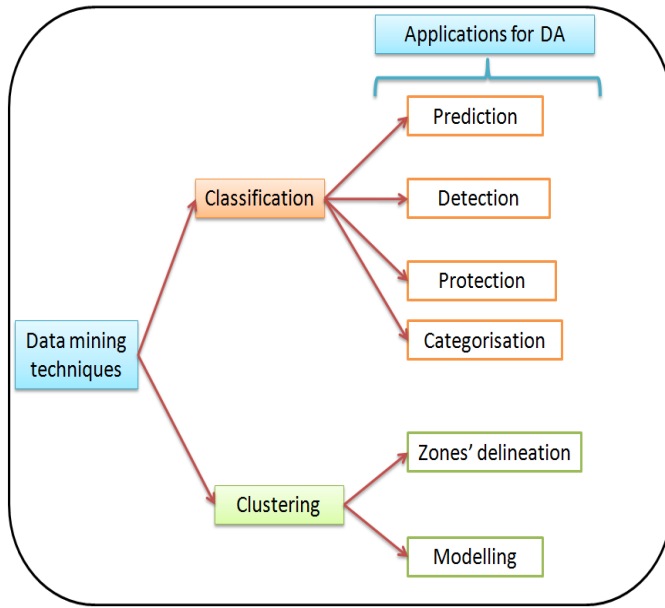 Applications for DA
Prediction
Classification
Detection
Protection
Data mining
techniques
Categorisation
Zones’ delineation
Clustering
Modelling